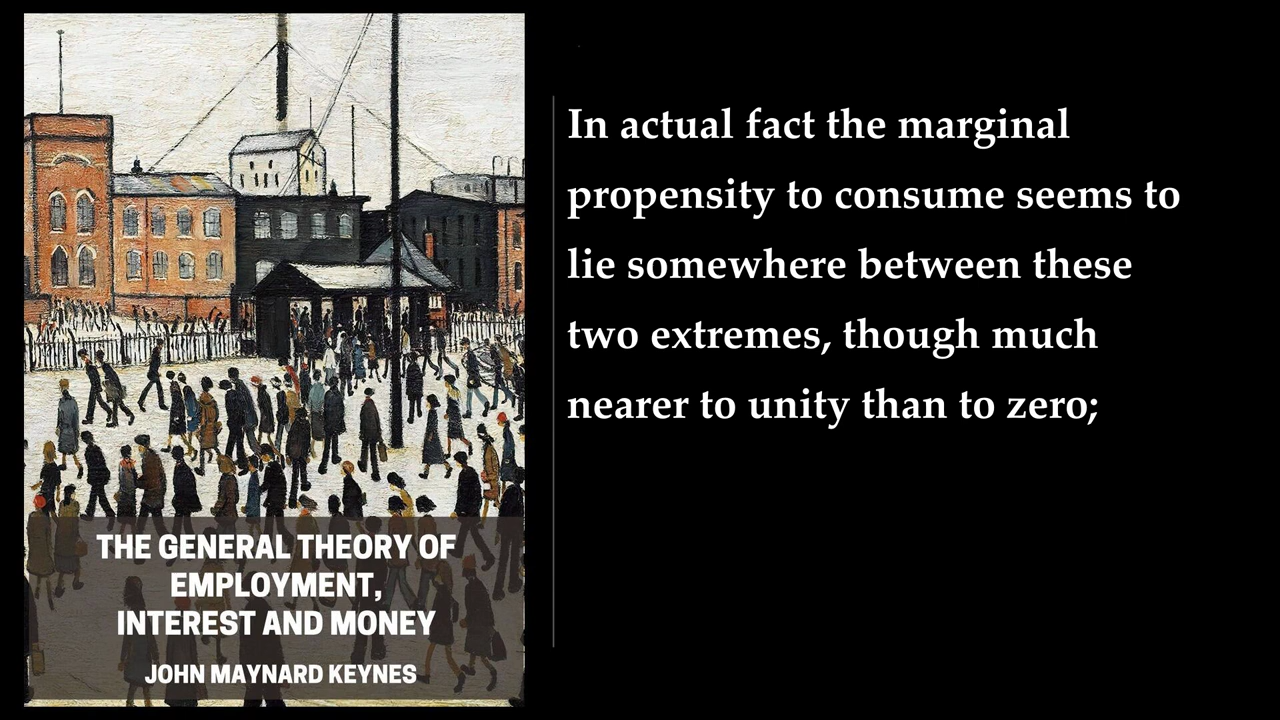 THE GENERAL THEORY OF
EMPLOYMENT,
INTEREST AND MONEY
JOHN MAYNARD KEYNES
In actual fact the marginal
propensity to consume seems to
lie somewhere between these
two extremes, though much
nearer to unity than to zero;